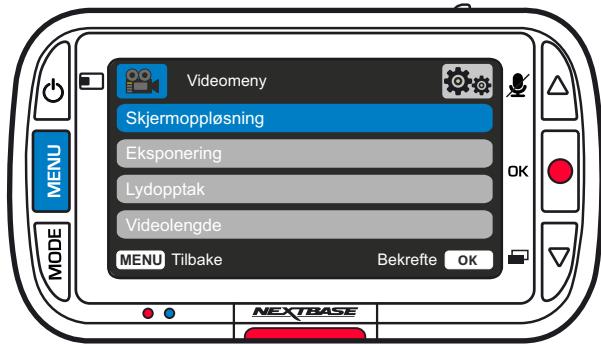 Videomeny
Skjermoppløsning
MENU
Eksponering
OK
Lydopptak
Videolengde
MODE
MENU Tilbake Bekrefte OK
NEXTBASE